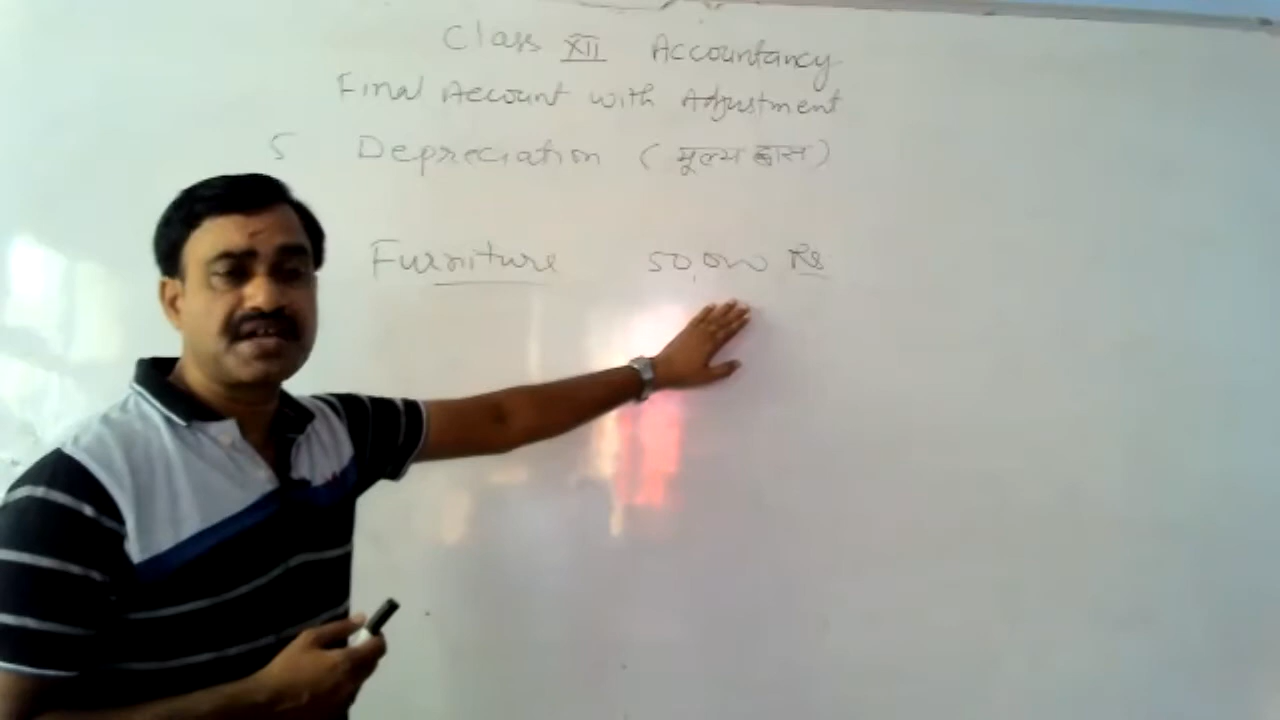 Class XII Accountancy
Final Account with Adjustment
5 Depreciation (मूल्य ह्रास)
Furniture 50,000 Rs